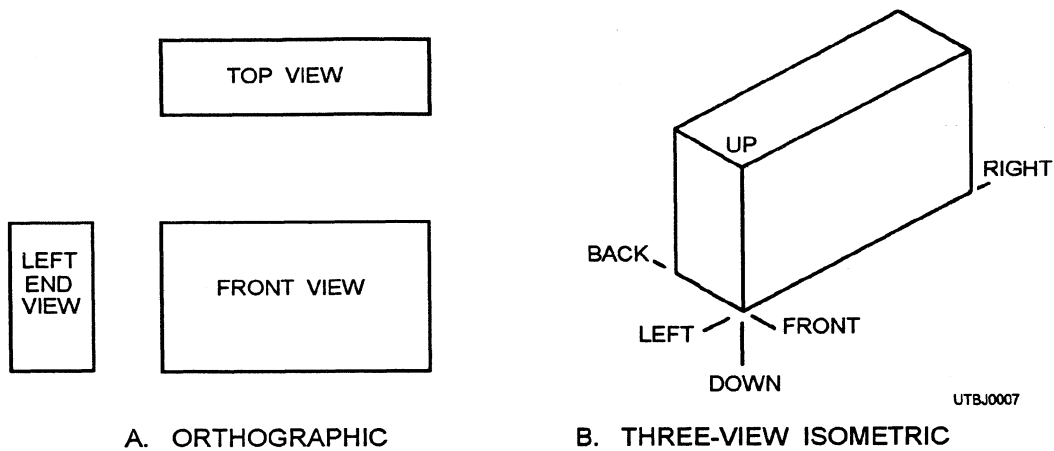 TOP VIEW
LEFT
END
VIEW
FRONT VIEW
UP
RIGHT
BACK
LEFT
FRONT
DOWN
UTBJ0007
A. ORTHOGRAPHIC
B. THREE-VIEW ISOMETRIC